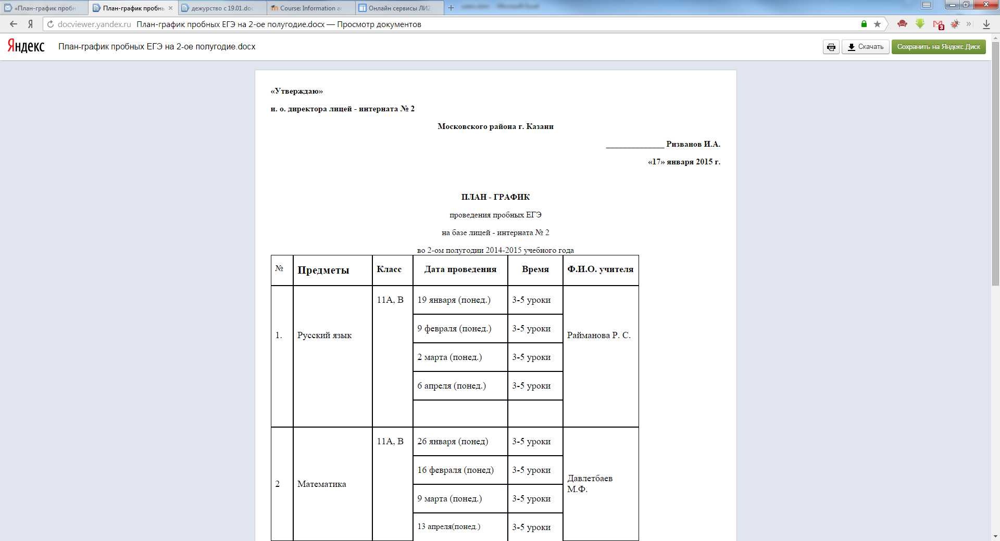 «План-график проб
План-график пробнь
дежурство с 19.01.doc
Course: Information a
Онлайн сервисы ЛИ2
docviewer.yandex.ru План-график пробных ЕГЭ на 2-ое полугодие.docx — Просмотр документов
3
Яндекс План-график пробных ЕГЭ на 2-ое полугодие.docx
Скачать
Сохранить на Яндекс.Диск
«Утверждаю»
и. о. директора лицей - интерната № 2
Московского района г. Казани
______________ Ризванов И.А.
«17» января 2015 г.
ПЛАН - ГРАФИК
проведения пробных ЕГЭ
на базе лицей - интерната № 2
во 2-ом полугодии 2014-2015 учебного года
№ Предметы Класс Дата проведения Время Ф.И.О. учителя
11А, В 19 января (понед.) 3-5 уроки
9 февраля (понед.) 3-5 уроки
1. Русский язык Райманова Р. С.
2 марта (понед.) 3-5 уроки
6 апреля (понед.) 3-5 уроки
11А, В 26 января (понед) 3-5 уроки
16 февраля (понед) 3-5 уроки
2 Математика Давлетбаев
М.Ф.
9 марта (понед.) 3-5 уроки
13 апреля(понед.) 3-5 уроки